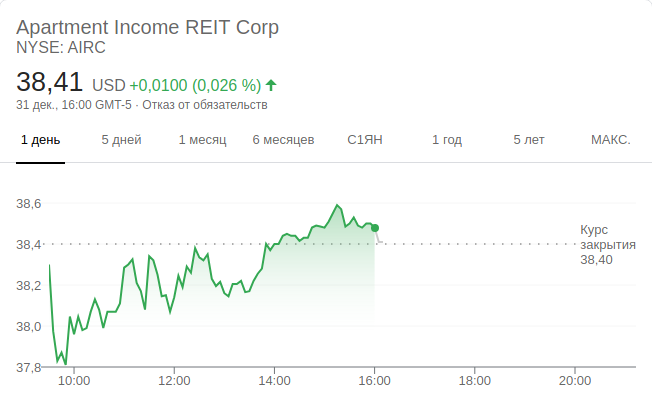 Apartment Income REIT Corp
NYSE: AIRC
38,41 USD +0,0100 (0,026 %)
31 дек., 16:00 GMT-5 · Отказ от обязательств
1 день 5 дней 1 месяц 6 месяцев С1ЯН 1 год 5 лет МАКС.
38,6
38,4
38,2
38,0
37,8
Курс
закрытия
38,40
10:00 12:00 14:00 16:00 18:00 20:00